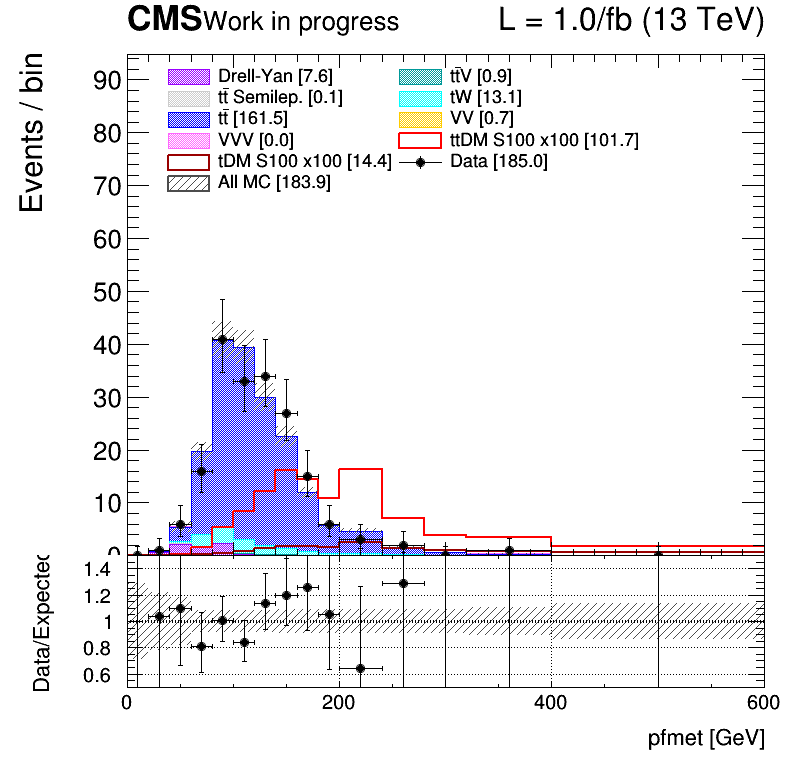 CMS Work in progress L = 1.0/fb (13 TeV)
Events / bin
90
80
70
60
50
40
30
20
10
0
Drell-Yan [7.6] tt̄V [0.9]
tt̄ Semilep. [0.1] tW [13.1]
tt̄ [161.5] VV [0.7]
VVV [0.0] ttDM S100 x100 [101.7]
tDM S100 x100 [14.4] Data [185.0]
All MC [183.9]
Data/Expected
1.4
1.2
1
0.8
0.6
0 200 400 600
pfmet [GeV]